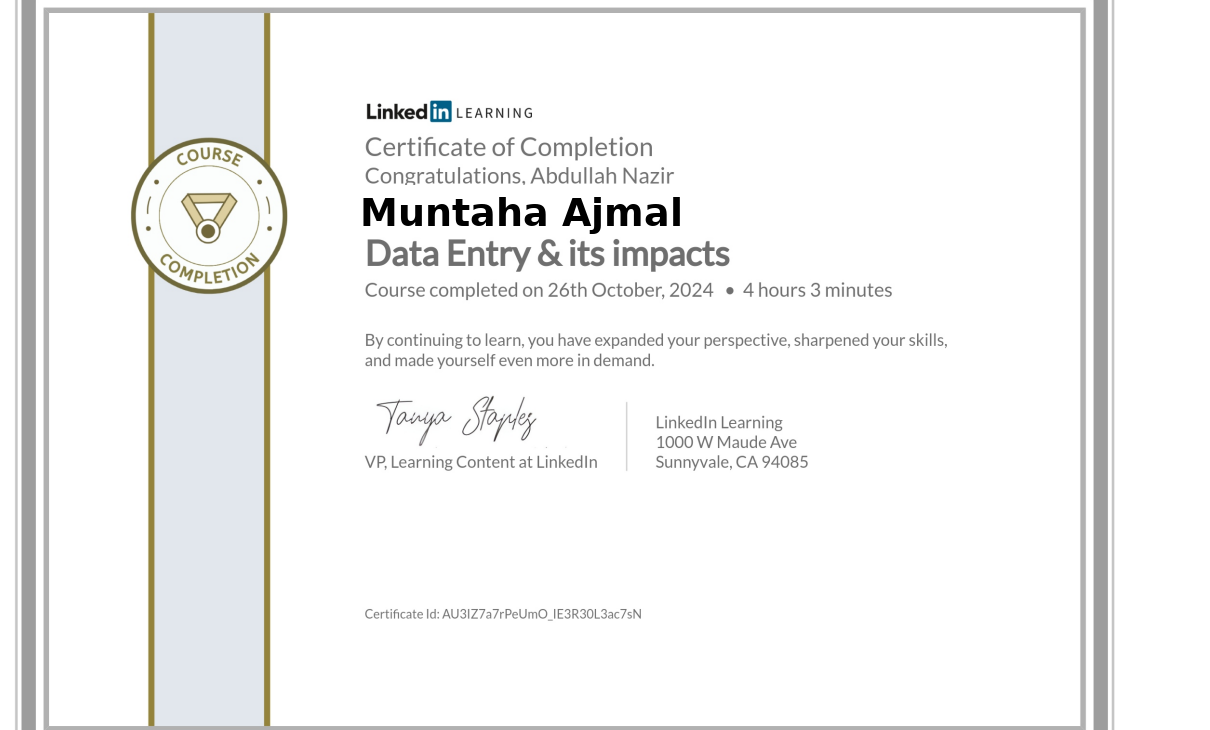 LinkedIn LEARNING
Certificate of Completion
Congratulations, Abdullah Nazir
Muntaha Ajmal
Data Entry & its impacts
Course completed on 26th October, 2024 • 4 hours 3 minutes
COURSE
COMPLETION
By continuing to learn, you have expanded your perspective, sharpened your skills,
and made yourself even more in demand.
Tanya Staples
VP, Learning Content at LinkedIn
LinkedIn Learning
1000 W Maude Ave
Sunnyvale, CA 94085
Certificate Id: AU3IZ7a7rPeUmO_IE3R30L3ac7sN